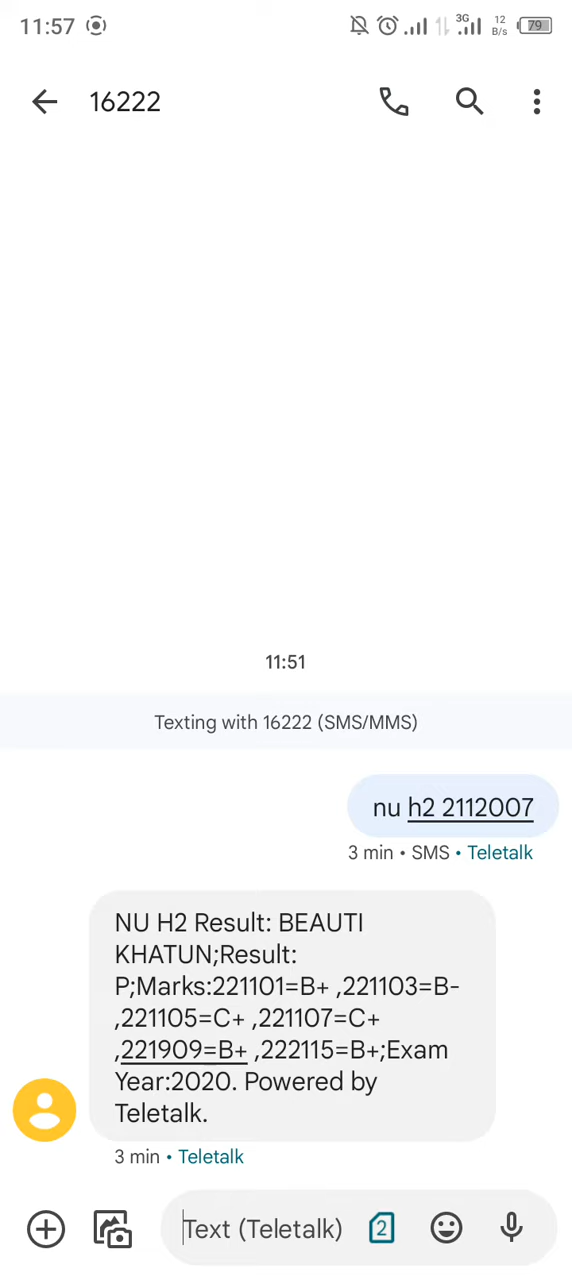 11:57 3G 12 B/s 79
16222
11:51
Texting with 16222 (SMS/MMS)
nu h2 2112007
3 min • SMS • Teletalk
NU H2 Result: BEAUTI
KHATUN;Result:
P;Marks:221101=B+ ,221103=B-
,221105=C+ ,221107=C+
,221909=B+ ,222115=B+;Exam
Year:2020. Powered by
Teletalk.
3 min • Teletalk
Text (Teletalk) 2